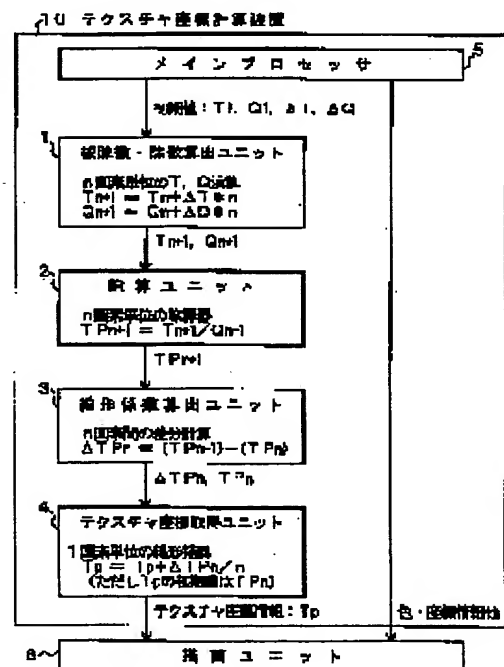 10 テクスチャ座標計算装置
メインプロセッサ
5
初期値：T1, Q1, ΔT, ΔQ
1
被除数・除数算出ユニット
n画素単位のT, Q演算
Tn+1 = Tn+ΔT*n
Qn+1 = Qn+ΔQ*n
Tn+1, Qn+1
2
除算ユニット
n画素単位の除算器
TPn+1 = Tn+1/Qn+1
TPn+1
3
線形係数算出ユニット
n画素間の差分計算
ΔTPn = (TPn+1)-(TPn)
ΔTPn, TPn
4
テクスチャ座標取得ユニット
1画素単位の線形補間
Tp = Tp+ΔTPn/n
(ただしTpの初期値はTPn)
テクスチャ座標情報：Tp
色・座標情報他
描画ユニット